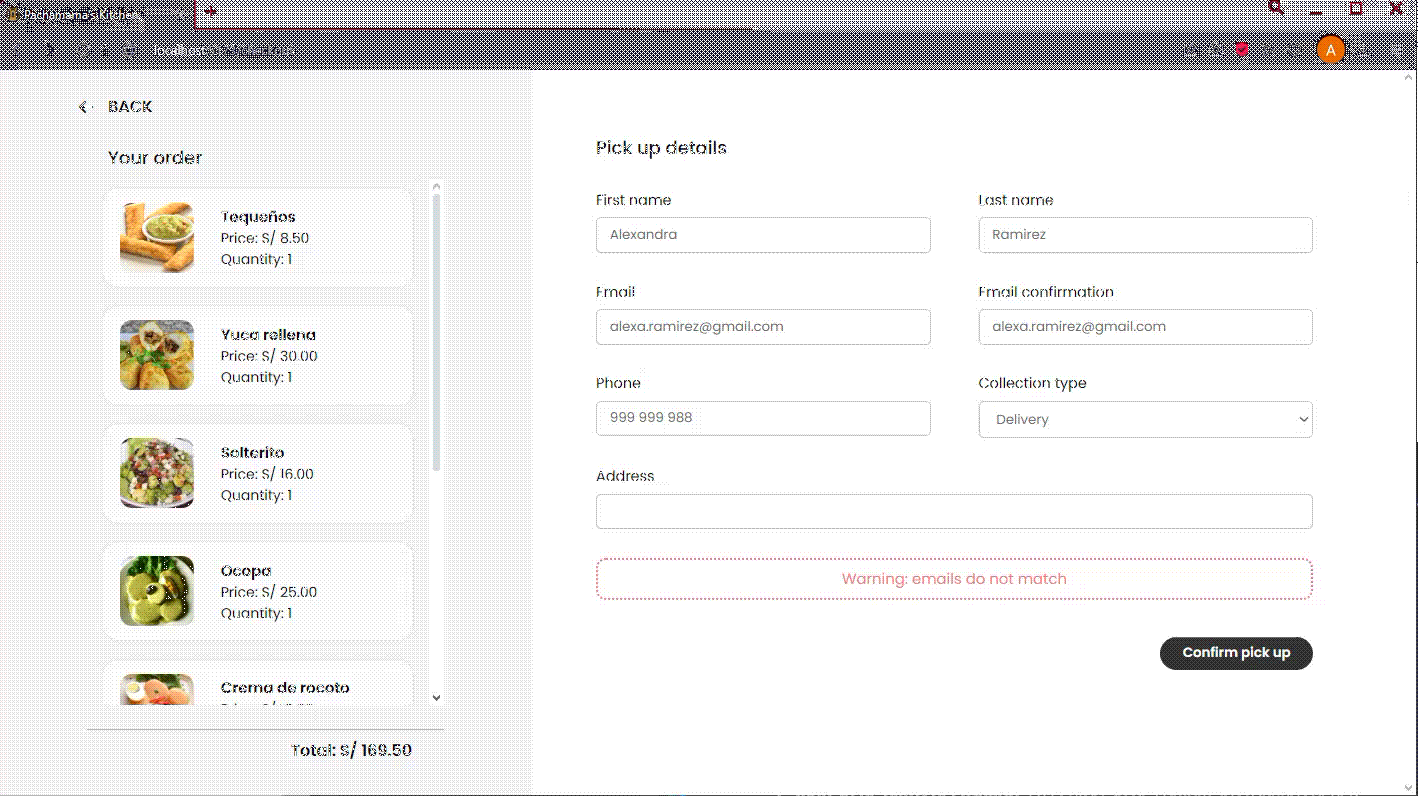 Pachamama's Kitchen
localhost
A
BACK
Your order
Tequeños
Price: S/ 8.50
Quantity: 1
Yuca rellena
Price: S/ 30.00
Quantity: 1
Solterito
Price: S/ 16.00
Quantity: 1
Ocopa
Price: S/ 25.00
Quantity: 1
Crema de rocoto
Total: S/ 169.50
Pick up details
First name
Last name
Alexandra
Ramirez
Email
Email confirmation
alexa.ramirez@gmail.com
alexa.ramirez@gmail.com
Phone
Collection type
999 999 988
Delivery
Address
Warning: emails do not match
Confirm pick up